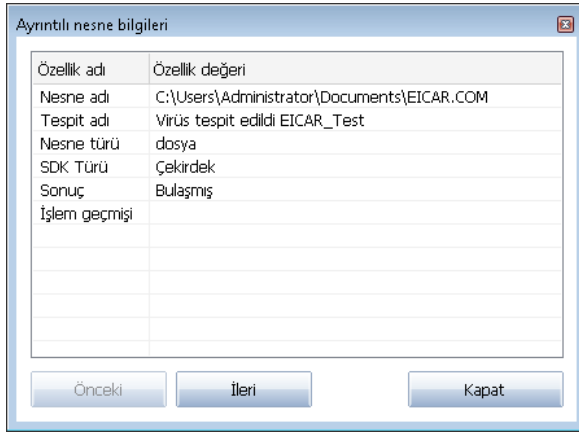 Ayrıntılı nesne bilgileri
Özellik adı Özellik değeri
Nesne adı C:\Users\Administrator\Documents\EICAR.COM
Tespit adı Virüs tespit edildi EICAR_Test
Nesne türü dosya
SDK Türü Çekirdek
Sonuç Bulaşmış
İşlem geçmişi
Önceki İleri Kapat